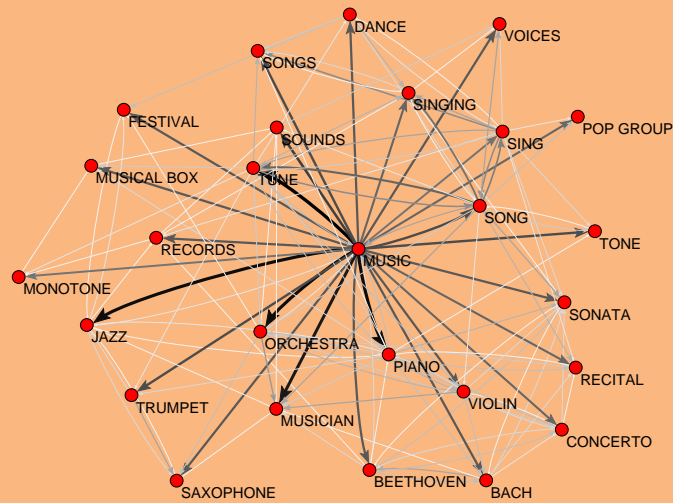 DANCE
VOICES
SONGS
SINGING
FESTIVAL
POP GROUP
SOUNDS
SING
MUSICAL BOX
TUNE
SONG
TONE
RECORDS
MUSIC
MONOTONE
SONATA
JAZZ
ORCHESTRA
PIANO
RECITAL
VIOLIN
TRUMPET
MUSICIAN
CONCERTO
BEETHOVEN
SAXOPHONE
BACH